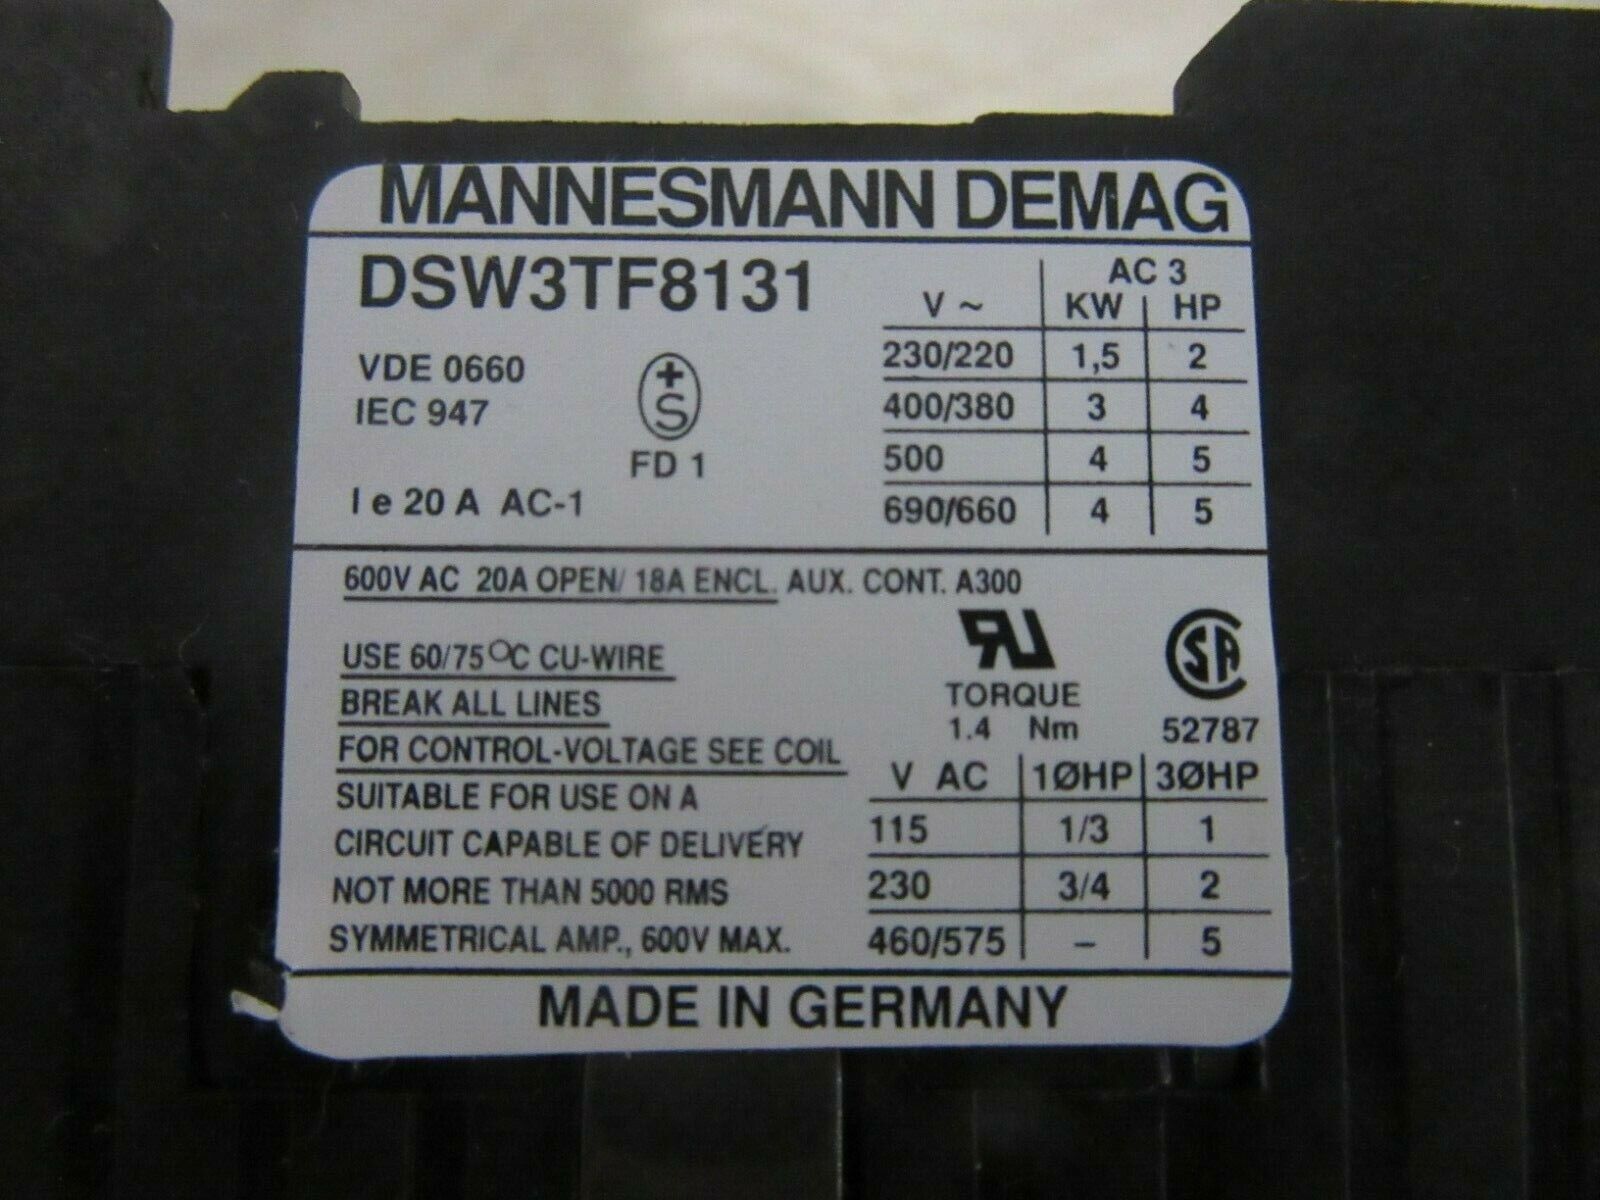 MANNESMANN DEMAG
DSW3TF8131
VDE 0660
IEC 947
+
S
FD 1
I e 20 A AC-1
AC 3
V ~ KW HP
230/220 1,5 2
400/380 3 4
500 4 5
690/660 4 5
600V AC 20A OPEN/ 18A ENCL. AUX. CONT. A300
USE 60/75°C CU-WIRE
BREAK ALL LINES
FOR CONTROL-VOLTAGE SEE COIL
SUITABLE FOR USE ON A
CIRCUIT CAPABLE OF DELIVERY
NOT MORE THAN 5000 RMS
SYMMETRICAL AMP., 600V MAX.
RU
TORQUE
1.4 Nm
CSA
52787
V AC 1ØHP 3ØHP
115 1/3 1
230 3/4 2
460/575 – 5
MADE IN GERMANY